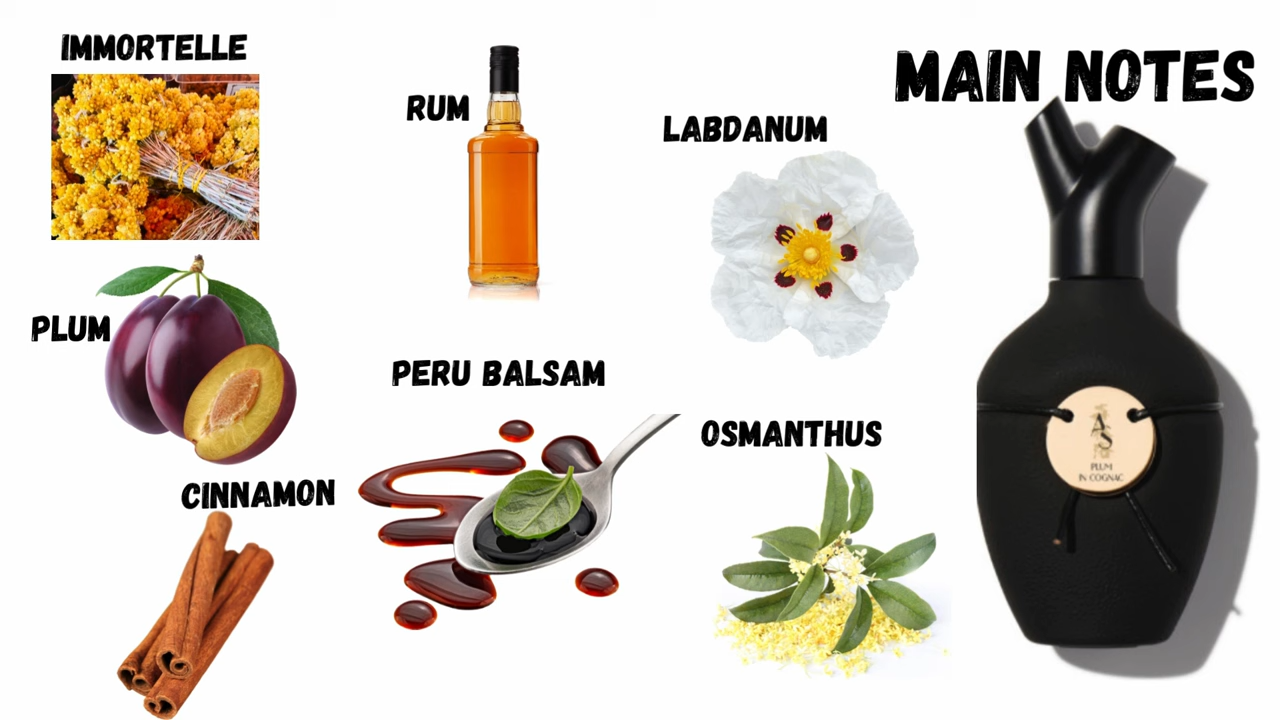 IMMORTELLE
RUM
MAIN NOTES
LABDANUM
PLUM
PERU BALSAM
OSMANTHUS
CINNAMON
AS
PLUM
IN COGNAC